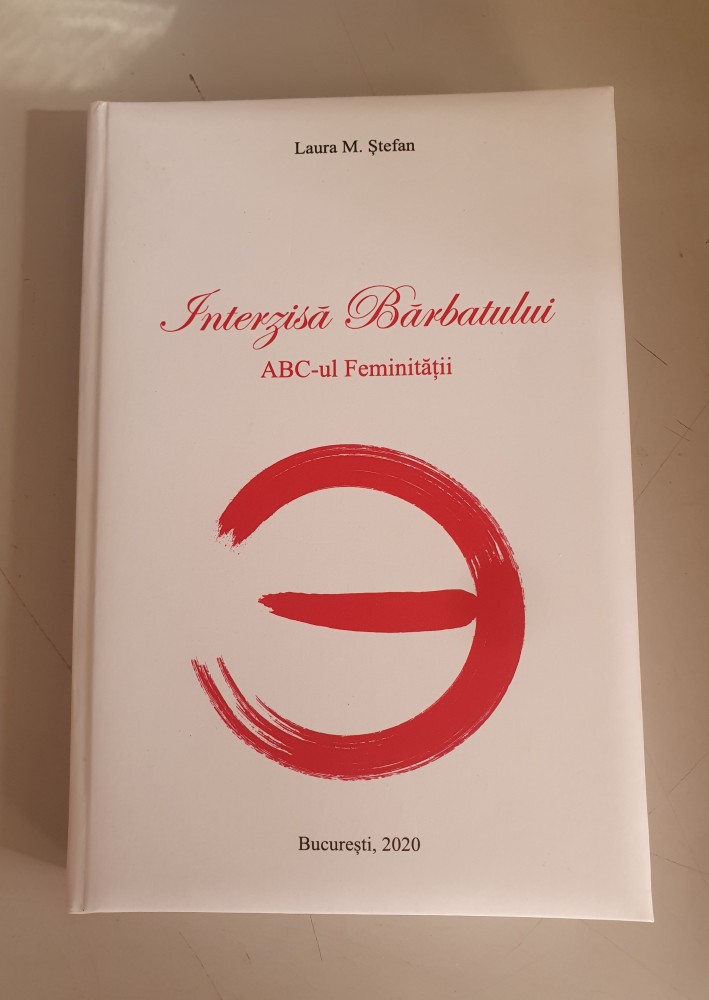 Laura M. Ștefan
Interzisă Bărbatului
ABC-ul Feminității
București, 2020